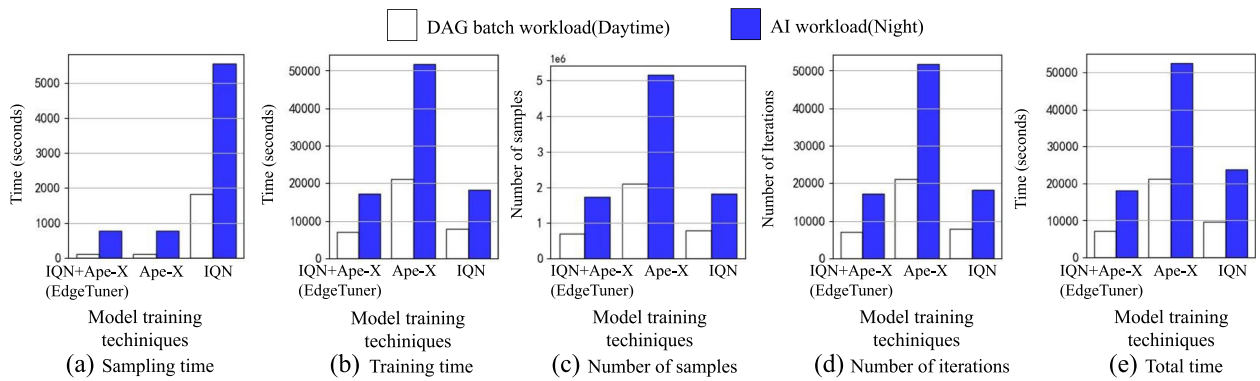 DAG batch workload(Daytime)
AI workload(Night)
Time (seconds)
5000
4000
3000
2000
1000
0
IQN+Ape-X
(EdgeTuner)
Ape-X
IQN
Model training
techiniques
(a) Sampling time
Time (seconds)
50000
40000
30000
20000
10000
0
IQN+Ape-X
(EdgeTuner)
Ape-X
IQN
Model training
techiniques
(b) Training time
1e6
Number of samples
5
4
3
2
1
0
IQN+Ape-X
(EdgeTuner)
Ape-X
IQN
Model training
techiniques
(c) Number of samples
Number of Iterations
50000
40000
30000
20000
10000
0
IQN+Ape-X
(EdgeTuner)
Ape-X
IQN
Model training
techiniques
(d) Number of iterations
Time (seconds)
50000
40000
30000
20000
10000
0
IQN+Ape-X
(EdgeTuner)
Ape-X
IQN
Model training
techiniques
(e) Total time